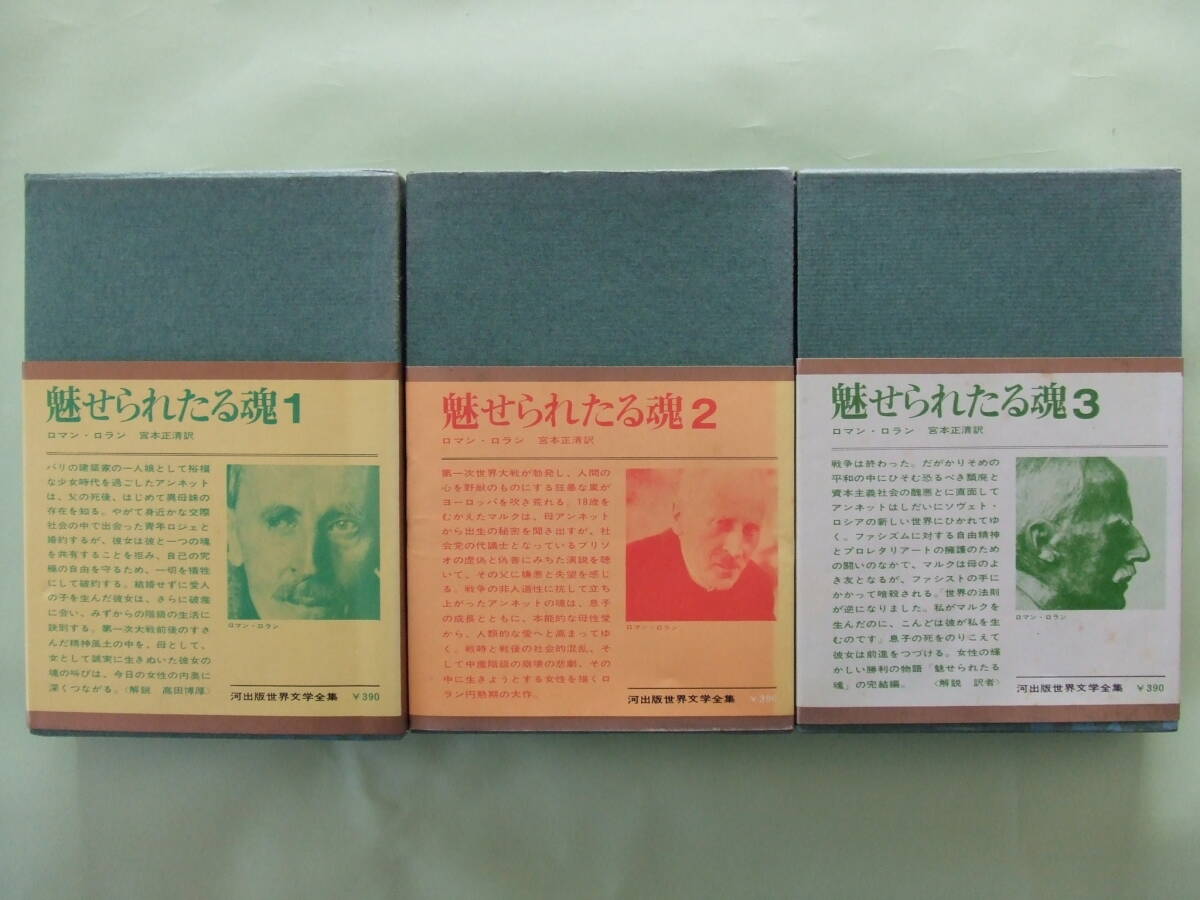 魅せられたる魂1
ロマン・ロラン 宮本正清訳
パリの建築家の一人娘として裕福
な少女時代を過ごしたアンネット
は、父の死後、はじめて異母妹の
存在を知る。やがて身近かな交際
社会の中で出会った青年ロジェと
婚約するが、彼女は彼と一つの魂
を共有することを拒み、自己の究
極の自由を守るため、一切を犠牲
にして破約する。結婚せずに愛人
の子を生んだ彼女は、さらに破産
に会い、みずからの階級の生活に
訣別する。第一次大戦前後のすさ
んだ精神風土の中を、母として、
女として誠実に生きぬいた彼女の
魂の叫びは、今日の女性の内奥に
深くつながる。〈解説 高田博厚〉
ロマン・ロラン
河出版世界文学全集 ¥390
魅せられたる魂2
ロマン・ロラン 宮本正清訳
第一次世界大戦が勃発し、人間の
心を野獣のものにする狂暴な嵐が
ヨーロッパを吹き荒れる。18歳を
むかえたマルクは、母アンネット
から出生の秘密を聞き出すが、社
会党の代議士となっているブリソ
オの虚偽と偽善にみちた演説を聴
いて、その父に嫌悪と失望を感じ
る。戦争の非人道性に抗して立ち
上がったアンネットの魂は、息子
の成長とともに、本能的な母性愛
から、人類的な愛へと高まってゆ
く。戦時と戦後の社会的混乱、そ
して中産階級の崩壊の悲劇、その
中に生きようとする女性を描くロ
ラン円熟期の大作。
ロマン・ロラン
河出版世界文学全集 ¥390
魅せられたる魂3
ロマン・ロラン 宮本正清訳
戦争は終わった。だがかりそめの
平和の中にひそむ恐るべき頽廃と
資本主義社会の醜悪とに直面して
アンネットはしだいにソヴェト・
ロシアの新しい世界にひかれてゆ
く。ファシズムに対する自由精神
とプロレタリアートの擁護のため
の闘いのなかで、マルクは母のよ
き友となるが、ファシストの手に
かかって暗殺される。「世界の法則
が逆になりました。私がマルクを
生んだのに、こんどは彼が私を生
むのです」息子の死をのりこえて
彼女は前進をつづける。女性の輝
かしい勝利の物語「魅せられたる
魂」の完結編。 〈解説 訳者〉
ロマン・ロラン
河出版世界文学全集 ¥390